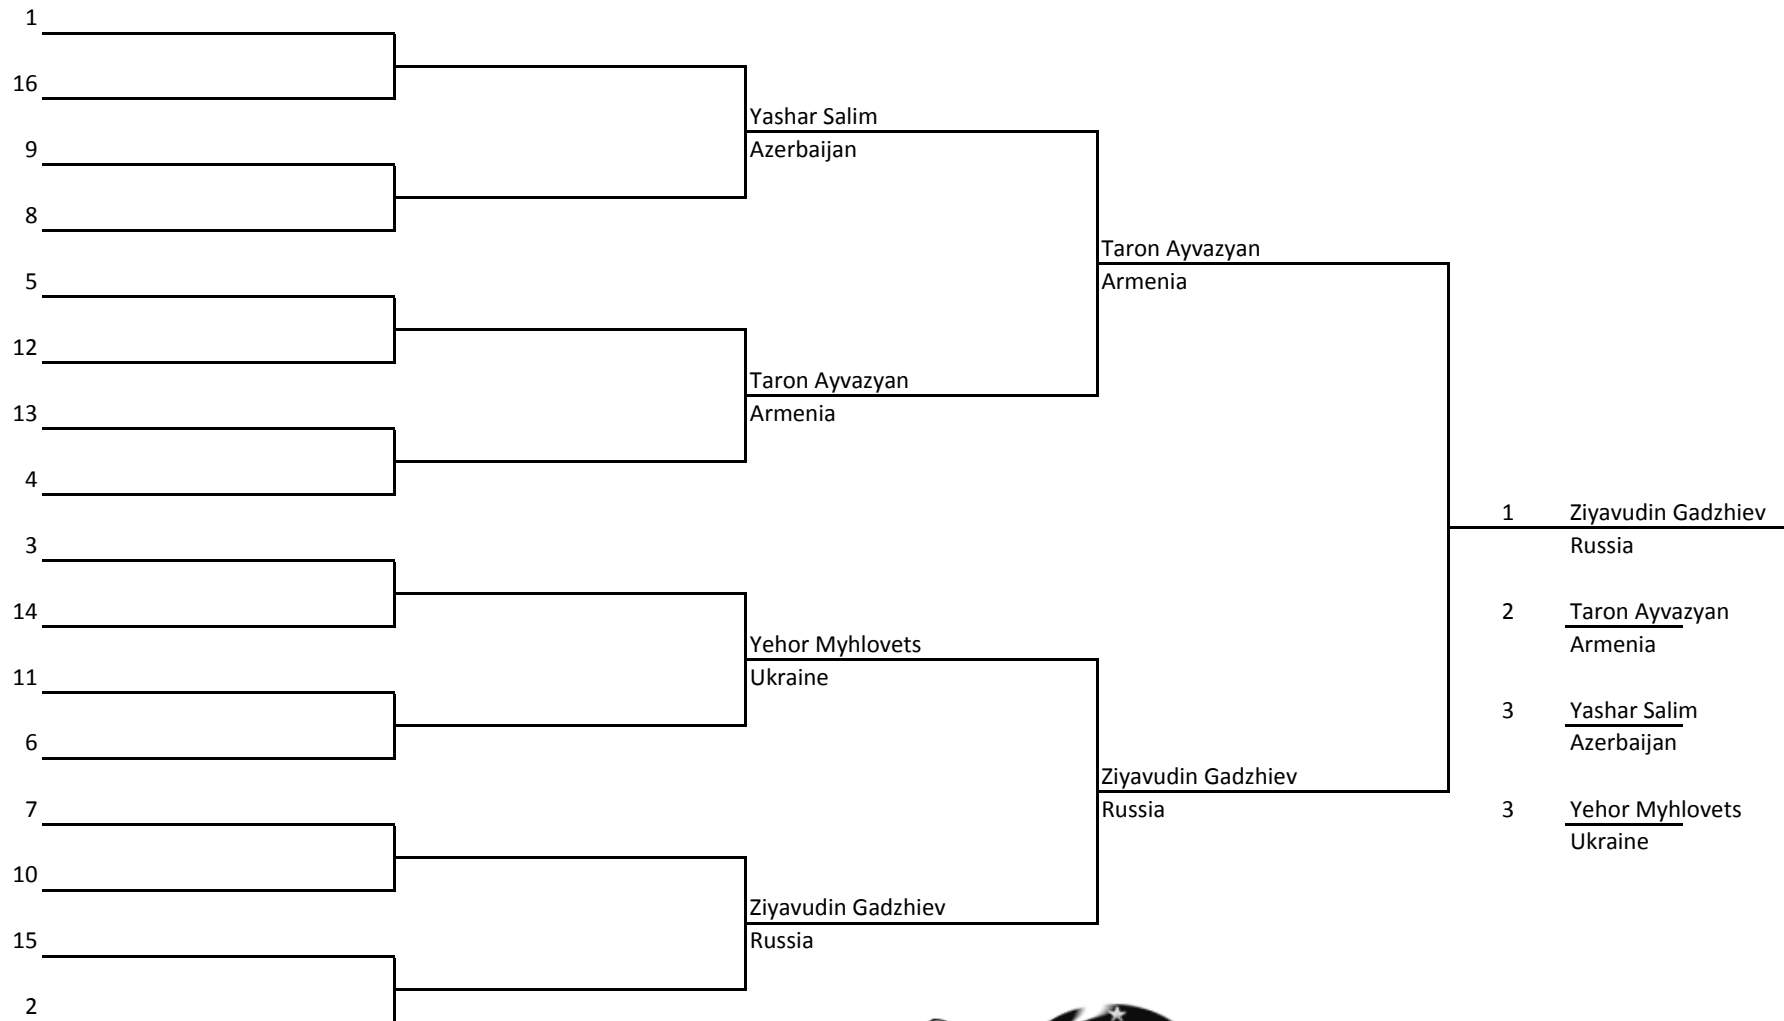 1
16
Yashar Salim
Azerbaijan
9
8
Taron Ayvazyan
Armenia
5
12
Taron Ayvazyan
Armenia
13
4
1 Ziyavudin Gadzhiev
Russia
3
14
2 Taron Ayvazyan
Armenia
Yehor Myhlovets
Ukraine
11
6
3 Yashar Salim
Azerbaijan
Ziyavudin Gadzhiev
Russia
7
10
3 Yehor Myhlovets
Ukraine
Ziyavudin Gadzhiev
Russia
15
2